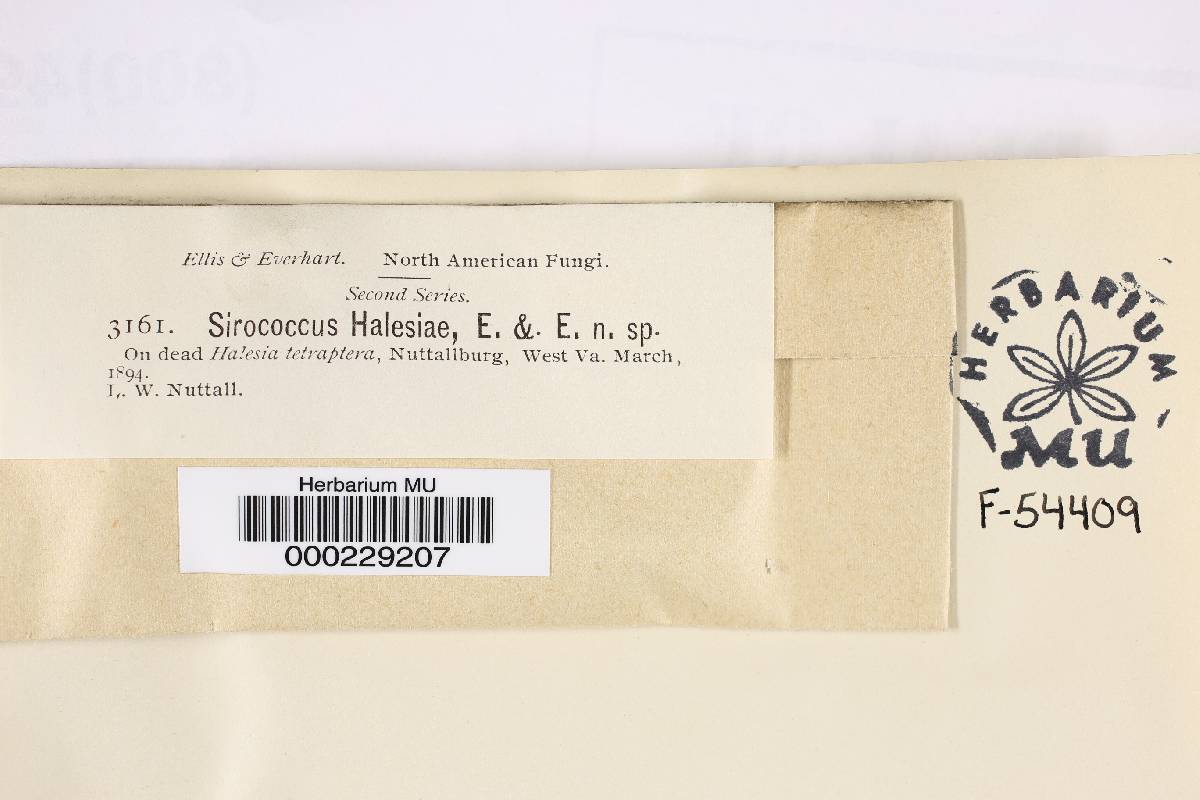 Ellis & Everhart. North American Fungi.
Second Series.
3161. Sirococcus Halesiae, E. &. E. n. sp.
On dead Halesia tetraptera, Nuttallburg, West Va. March,
1894.
L. W. Nuttall.
Herbarium MU
000229207
HERBARIUM
MU
F-54409